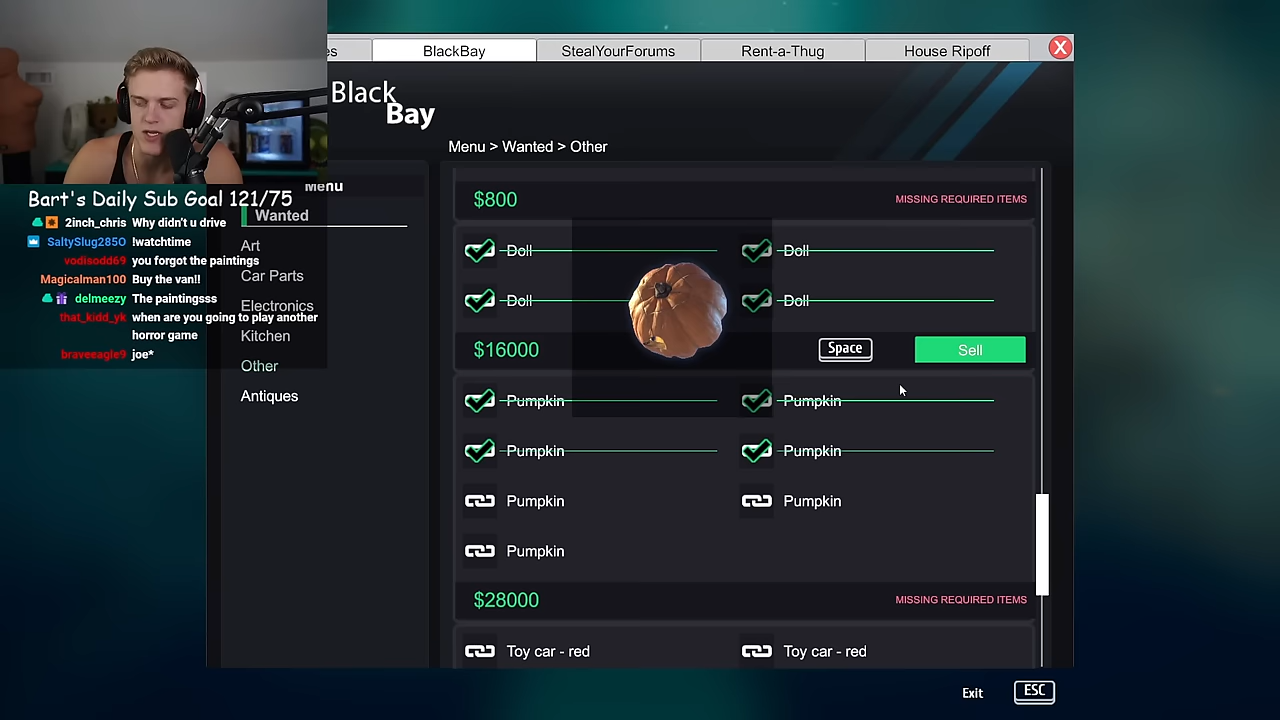 es
BlackBay
StealYourForums
Rent-a-Thug
House Ripoff
X
Black
Bay
Menu > Wanted > Other
Menu
Wanted
Art
Car Parts
Electronics
Kitchen
Other
Antiques
Bart's Daily Sub Goal 121/75
2inch_chris Why didn't u drive
SaltySlug2850 !watchtime
vodisodd69 you forgot the paintings
Magicalman100 Buy the van!!
delmeezy The paintingsss
that_kidd_yk when are you going to play another
horror game
braveeagle9 joe*
$800 MISSING REQUIRED ITEMS
Doll Doll
Doll Doll
$16000 Space Sell
Pumpkin Pumpkin
Pumpkin Pumpkin
Pumpkin Pumpkin
Pumpkin
$28000 MISSING REQUIRED ITEMS
Toy car - red Toy car - red
Exit ESC